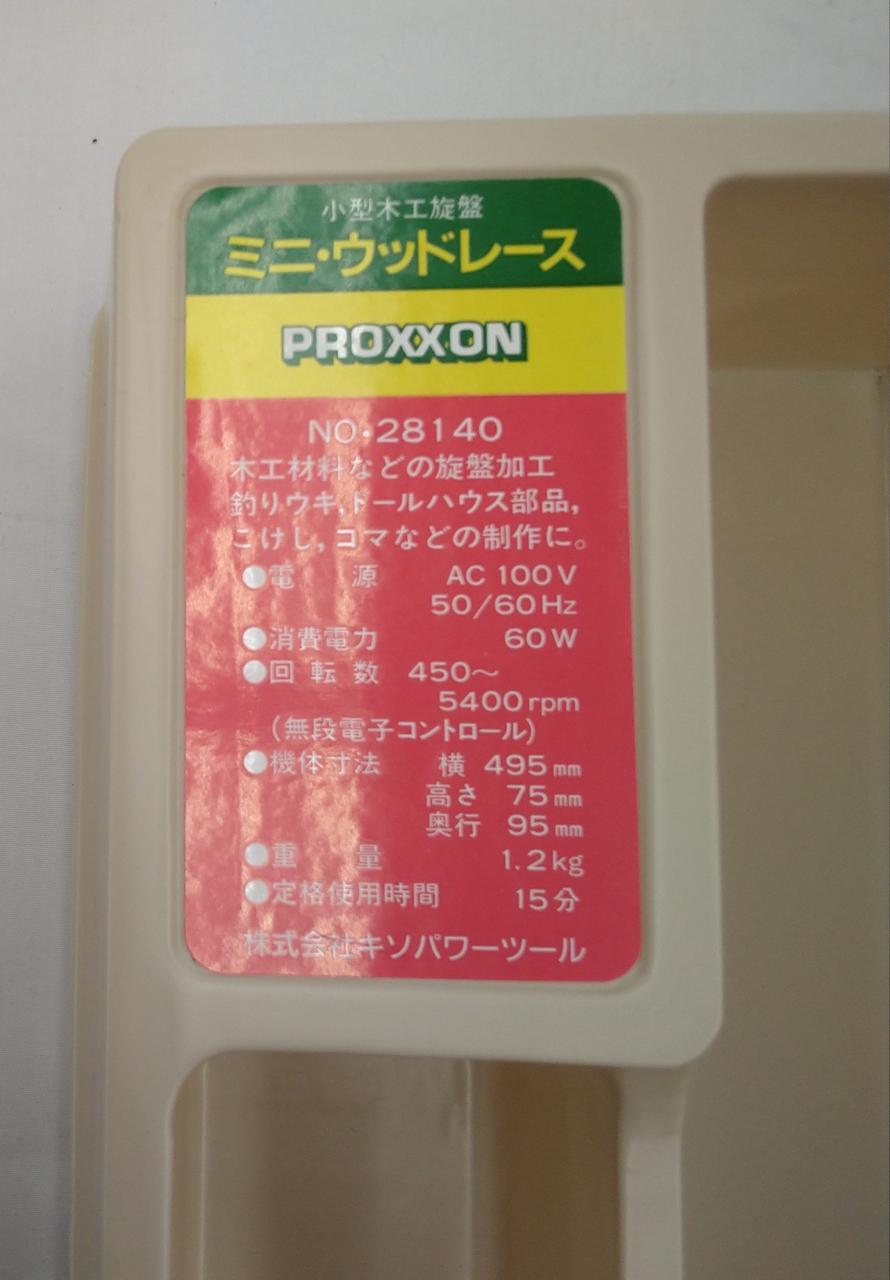 小型木工旋盤
ミニ・ウッドレース
PROXXON
NO・28140
木工材料などの旋盤加工
釣りウキ,ドールハウス部品,
こけし,コマなどの制作に。
●電 源 AC 100V
50/60Hz
●消費電力 60W
●回転数 450〜
5400rpm
(無段電子コントロール)
●機体寸法 横 495mm
高さ 75mm
奥行 95mm
●重 量 1.2kg
●定格使用時間 15分
株式会社キソパワーツール